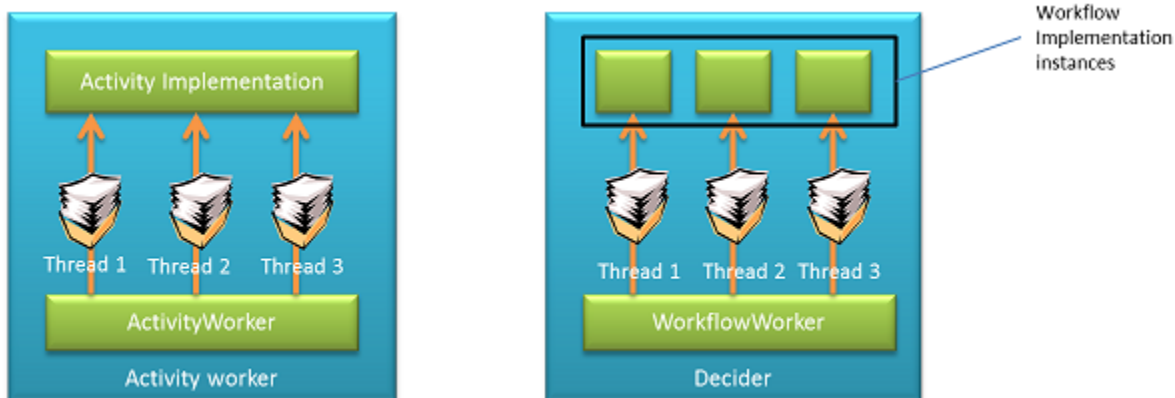 Activity Implementation
Thread 1
Thread 2
Thread 3
ActivityWorker
Activity worker
Workflow
Implementation
instances
Thread 1
Thread 2
Thread 3
WorkflowWorker
Decider